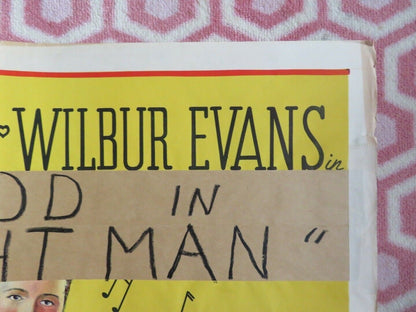 WILBUR EVANS in
OD IN
HT MAN"